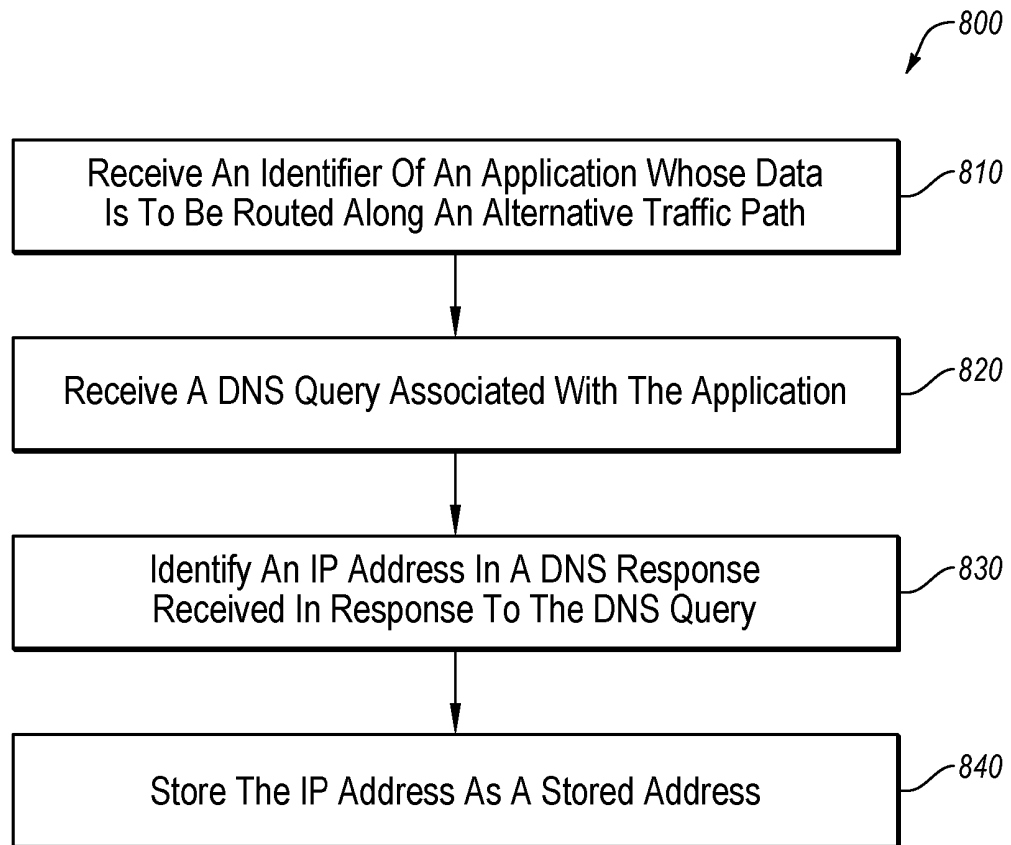 800
Receive An Identifier Of An Application Whose Data
Is To Be Routed Along An Alternative Traffic Path
810
Receive A DNS Query Associated With The Application
820
Identify An IP Address In A DNS Response
Received In Response To The DNS Query
830
Store The IP Address As A Stored Address
840